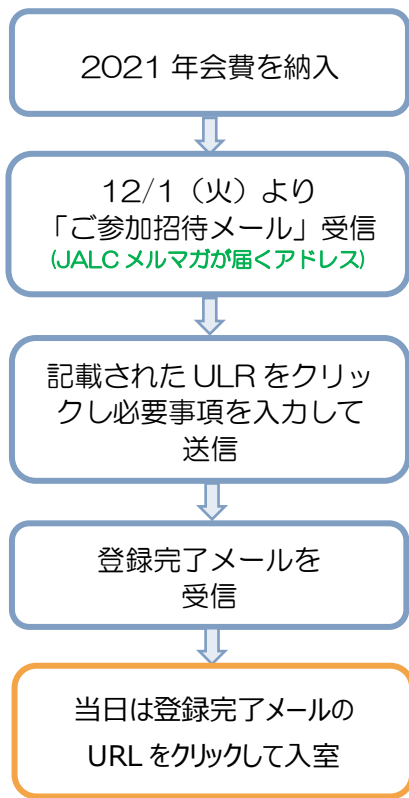 2021 年会費を納入
12/1（火）より
「ご参加招待メール」受信
(JALC メルマガが届くアドレス)
記載された ULR をクリッ
クし必要事項を入力して
送信
登録完了メールを
受信
当日は登録完了メールの
URL をクリックして入室